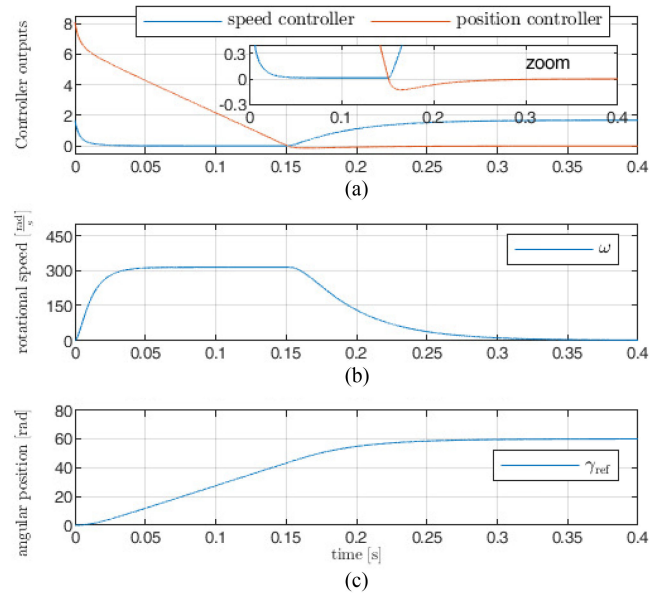 speed controller position controller
Controller outputs
8
6
4
2
0
0.3
0
-0.3
zoom
0 0.1 0.2 0.3 0.4
0 0.05 0.1 0.15 0.2 0.25 0.3 0.35 0.4
(a)
rotational speed [rad/s]
450
300
150
0
ω
0 0.05 0.1 0.15 0.2 0.25 0.3 0.35 0.4
(b)
angular position [rad]
80
60
40
20
0
γref
0 0.05 0.1 0.15 0.2 0.25 0.3 0.35 0.4
time [s]
(c)